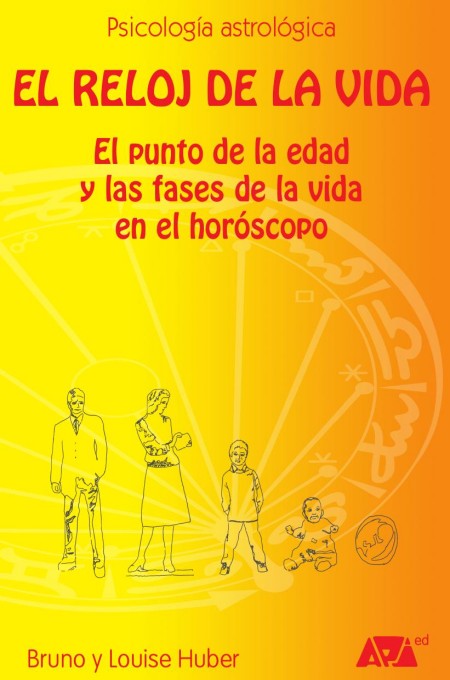 Psicología astrológica
EL RELOJ DE LA VIDA
El punto de la edad
y las fases de la vida
en el horóscopo
Bruno y Louise Huber
API ed